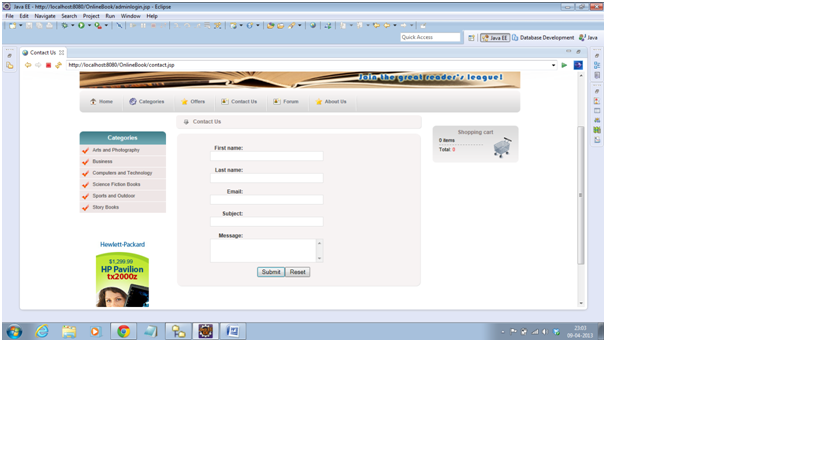 Java EE - http://localhost:8080/OnlineBook/adminlogin.jsp - Eclipse
File Edit Navigate Search Project Run Window Help
Quick Access
Java EE Database Development Java
Contact Us
http://localhost:8080/OnlineBook/contact.jsp
Join the great reader's league!
Home Categories Offers Contact Us Forum About Us
Contact Us
Categories
Arts and Photography
Business
Computers and Technology
Science Fiction Books
Sports and Outdoor
Story Books
Hewlett-Packard
$1,299.99
HP Pavilion
tx2000z
First name:
Last name:
Email:
Subject:
Message:
Submit Reset
Shopping cart
0 items
Total: 0
23:03
08-04-2013